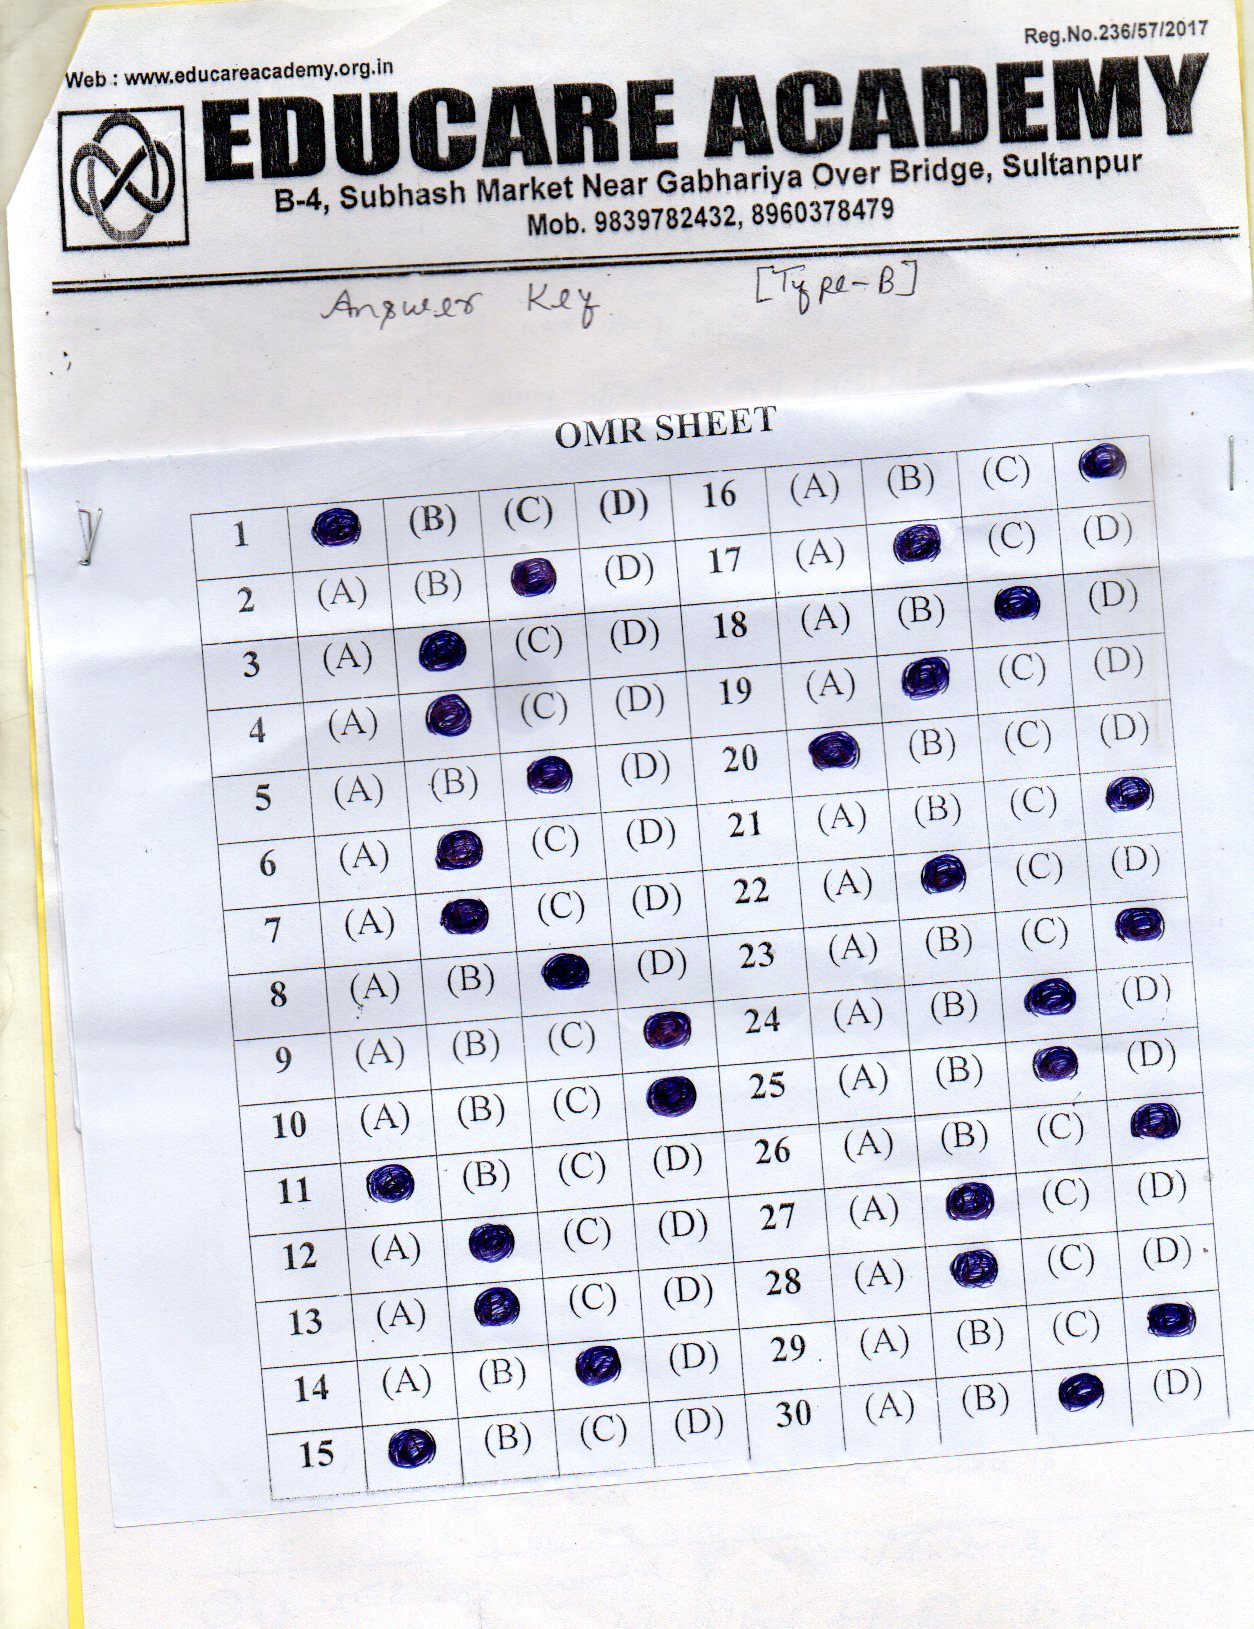 Reg.No.236/57/2017
Web : www.educareacademy.org.in
EDUCARE ACADEMY
B-4, Subhash Market Near Gabhariya Over Bridge, Sultanpur
Mob. 9839782432, 8960378479
Answer Key [Type-B]
OMR SHEET
1 (B) (C) (D) 16 (A) (B) (C)
2 (A) (B) (D) 17 (A) (C) (D)
3 (A) (C) (D) 18 (A) (B) (D)
4 (A) (C) (D) 19 (A) (C) (D)
5 (A) (B) (D) 20 (B) (C) (D)
6 (A) (C) (D) 21 (A) (B) (C)
7 (A) (C) (D) 22 (A) (C) (D)
8 (A) (B) (D) 23 (A) (B) (C)
9 (A) (B) (C) 24 (A) (B) (D)
10 (A) (B) (C) 25 (A) (B) (D)
11 (B) (C) (D) 26 (A) (B) (C)
12 (A) (C) (D) 27 (A) (C) (D)
13 (A) (C) (D) 28 (A) (C) (D)
14 (A) (B) (D) 29 (A) (B) (C)
15 (B) (C) (D) 30 (A) (B) (D)